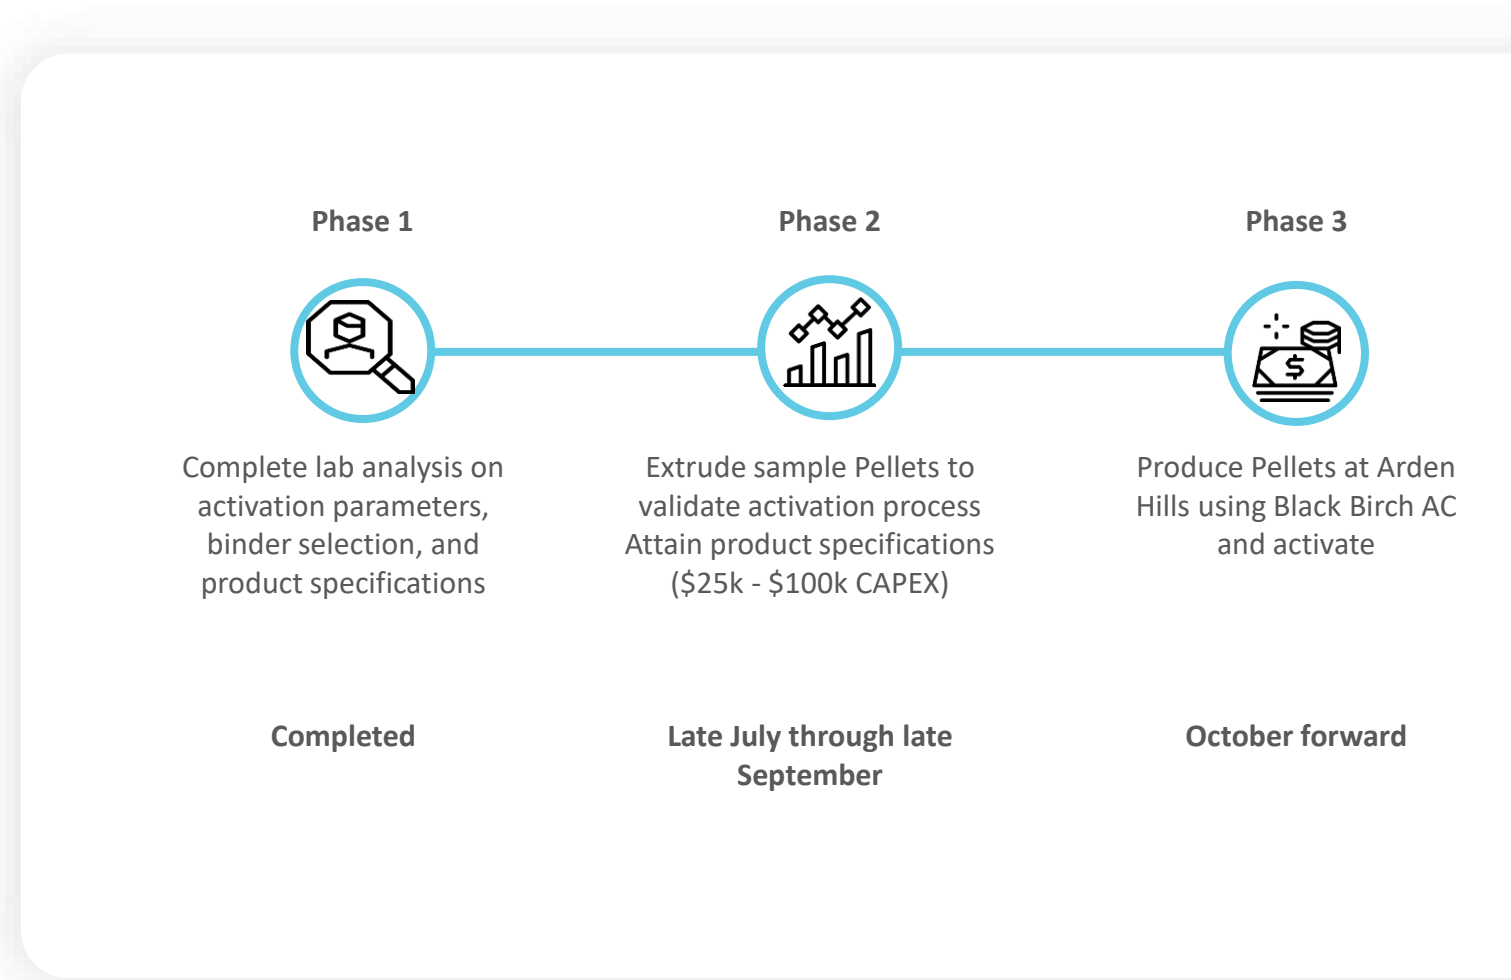 Phase 1
Complete lab analysis on
activation parameters,
binder selection, and
product specifications
Completed
Phase 2
Extrude sample Pellets to
validate activation process
Attain product specifications
($25k - $100k CAPEX)
Late July through late
September
Phase 3
$
Produce Pellets at Arden
Hills using Black Birch AC
and activate
October forward